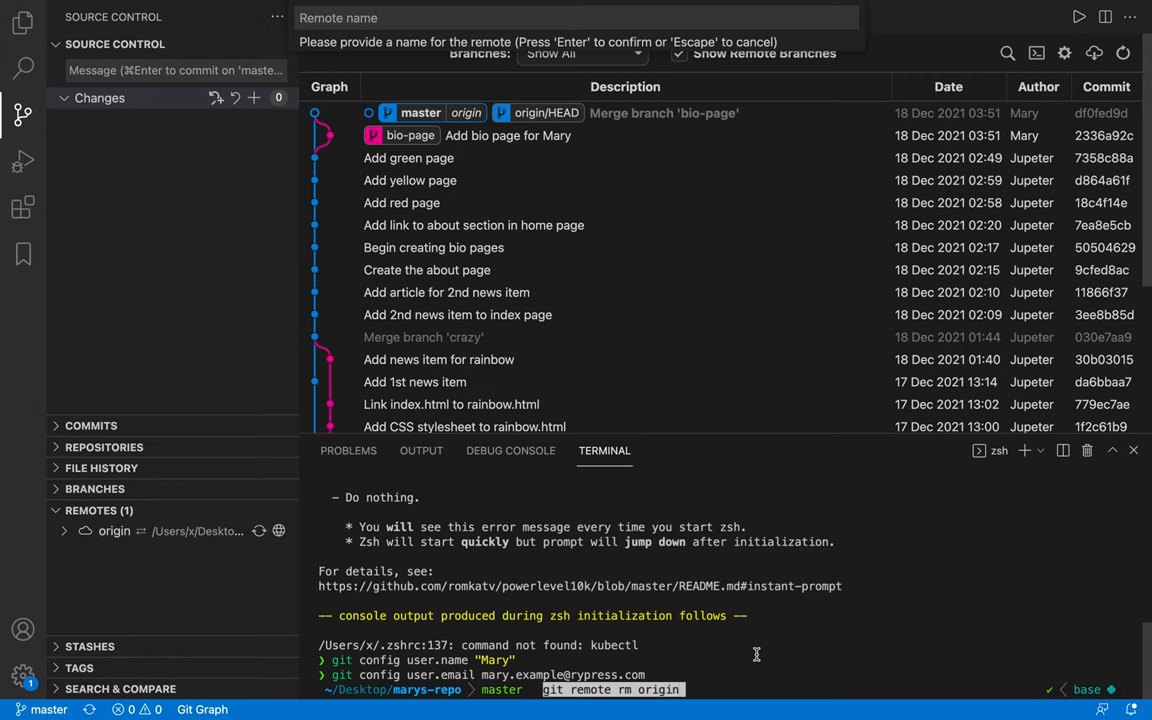 SOURCE CONTROL
SOURCE CONTROL
Message (⌘Enter to commit on 'maste...
Changes 0
COMMITS
REPOSITORIES
FILE HISTORY
BRANCHES
REMOTES (1)
origin ⇄ /Users/x/Deskto...
STASHES
TAGS
SEARCH & COMPARE
Remote name
Please provide a name for the remote (Press 'Enter' to confirm or 'Escape' to cancel)
Branches: Show All Show Remote Branches
Graph Description Date Author Commit
master origin origin/HEAD Merge branch 'bio-page' 18 Dec 2021 03:51 Mary df0fed9d
bio-page Add bio page for Mary 18 Dec 2021 03:51 Mary 2336a92c
Add green page 18 Dec 2021 02:49 Jupeter 7358c88a
Add yellow page 18 Dec 2021 02:59 Jupeter d864a61f
Add red page 18 Dec 2021 02:58 Jupeter 18c4f14e
Add link to about section in home page 18 Dec 2021 02:20 Jupeter 7ea8e5cb
Begin creating bio pages 18 Dec 2021 02:17 Jupeter 50504629
Create the about page 18 Dec 2021 02:15 Jupeter 9cfed8ac
Add article for 2nd news item 18 Dec 2021 02:10 Jupeter 11866f37
Add 2nd news item to index page 18 Dec 2021 02:09 Jupeter 3ee8b85d
Merge branch 'crazy' 18 Dec 2021 01:44 Jupeter 030e7aa9
Add news item for rainbow 18 Dec 2021 01:40 Jupeter 30b03015
Add 1st news item 17 Dec 2021 13:14 Jupeter da6bbaa7
Link index.html to rainbow.html 17 Dec 2021 13:02 Jupeter 779ec7ae
Add CSS stylesheet to rainbow.html 17 Dec 2021 13:00 Jupeter 1f2c61b9
PROBLEMS OUTPUT DEBUG CONSOLE TERMINAL zsh
– Do nothing.
* You will see this error message every time you start zsh.
* Zsh will start quickly but prompt will jump down after initialization.
For details, see:
https://github.com/romkatv/powerlevel10k/blob/master/README.md#instant-prompt
-- console output produced during zsh initialization follows --
/Users/x/.zshrc:137: command not found: kubectl
❯ git config user.name "Mary"
❯ git config user.email mary.example@rypress.com
~/Desktop/marys-repo master git remote rm origin ✔ base
1 master 0 0 Git Graph